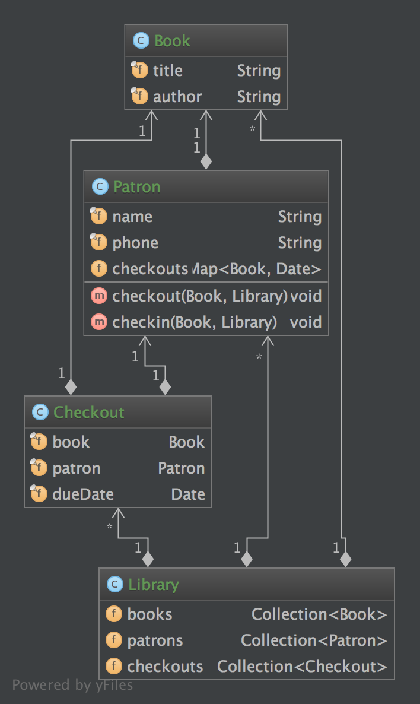 Book
title String
author String
1
1
*
1
Patron
name String
phone String
checkouts Map<Book, Date>
checkout(Book, Library) void
checkin(Book, Library) void
1
1
1
*
Checkout
book Book
patron Patron
dueDate Date
*
1
1
1
Library
books Collection<Book>
patrons Collection<Patron>
checkouts Collection<Checkout>
Powered by yFiles